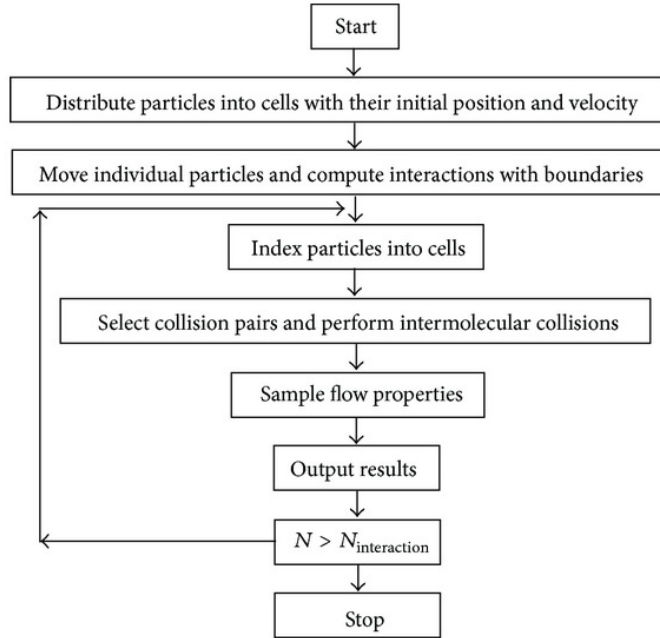 Start
Distribute particles into cells with their initial position and velocity
Move individual particles and compute interactions with boundaries
Index particles into cells
Select collision pairs and perform intermolecular collisions
Sample flow properties
Output results
N > N_interaction
Stop